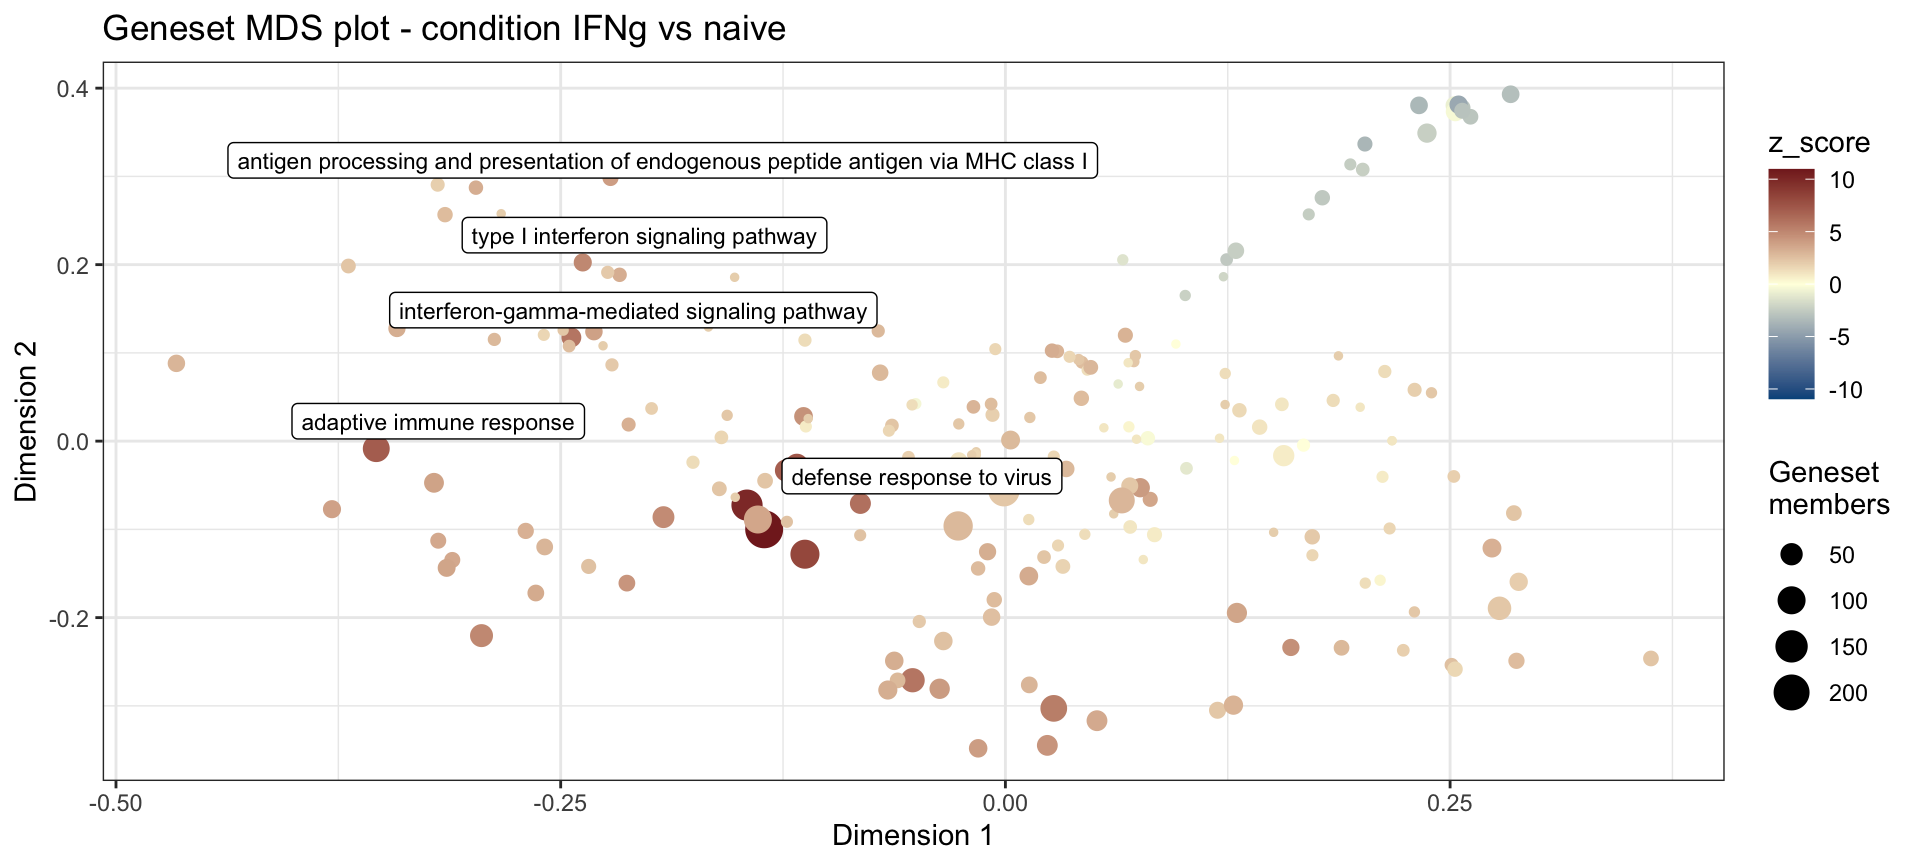 Geneset MDS plot - condition IFNg vs naive
Dimension 2
0.4
0.2
0.0
-0.2
antigen processing and presentation of endogenous peptide antigen via MHC class I
type I interferon signaling pathway
interferon-gamma-mediated signaling pathway
adaptive immune response
defense response to virus
-0.50
-0.25
0.00
0.25
Dimension 1
z_score
10
5
0
-5
-10
Geneset
members
50
100
150
200